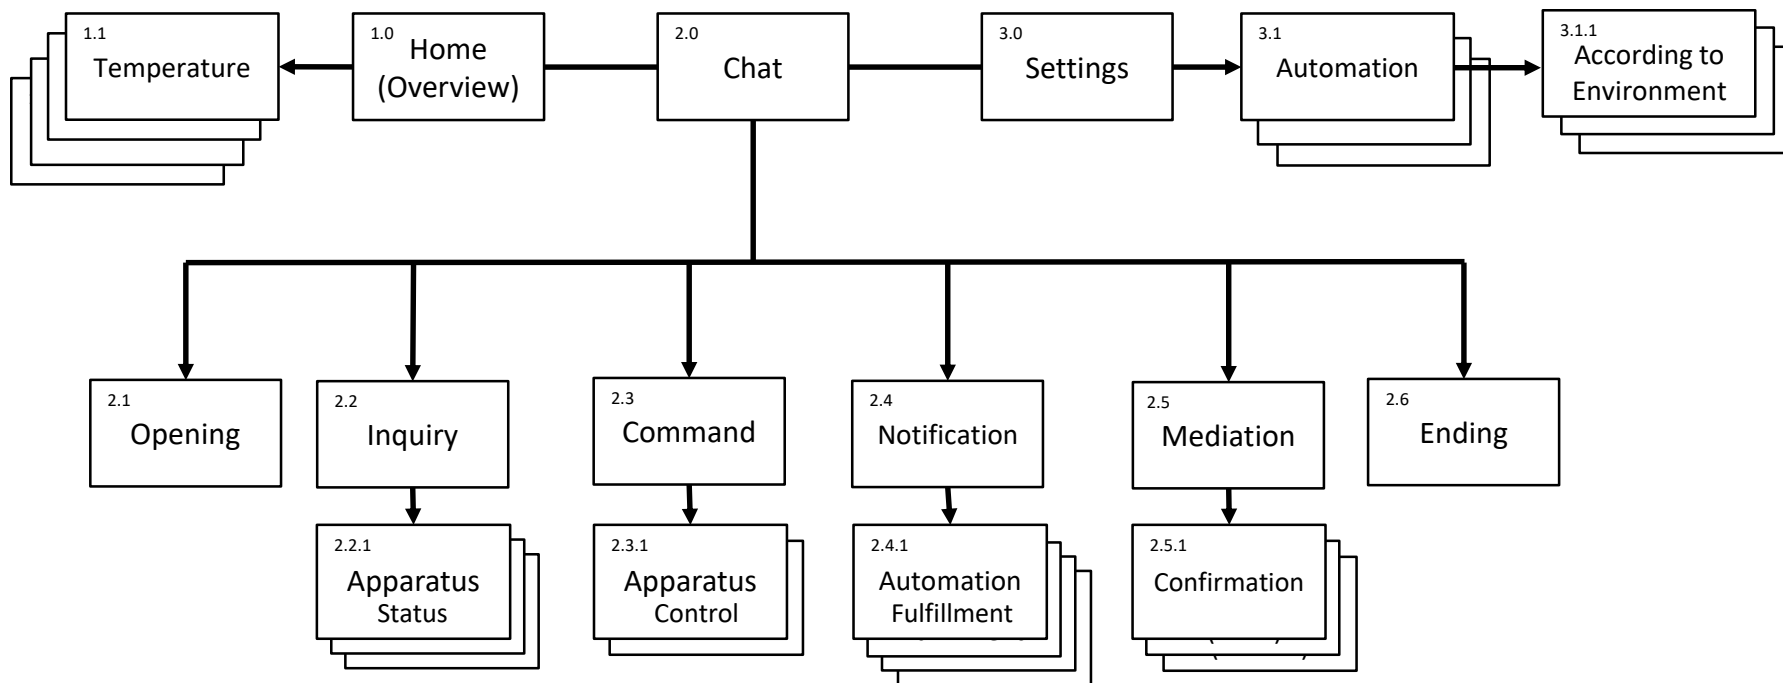 1.1
Temperature
1.0
Home
(Overview)
2.0
Chat
3.0
Settings
3.1
Automation
3.1.1
According to
Environment
2.1
Opening
2.2
Inquiry
2.3
Command
2.4
Notification
2.5
Mediation
2.6
Ending
2.2.1
Apparatus
Status
2.3.1
Apparatus
Control
2.4.1
Automation
Fulfillment
2.5.1
Confirmation